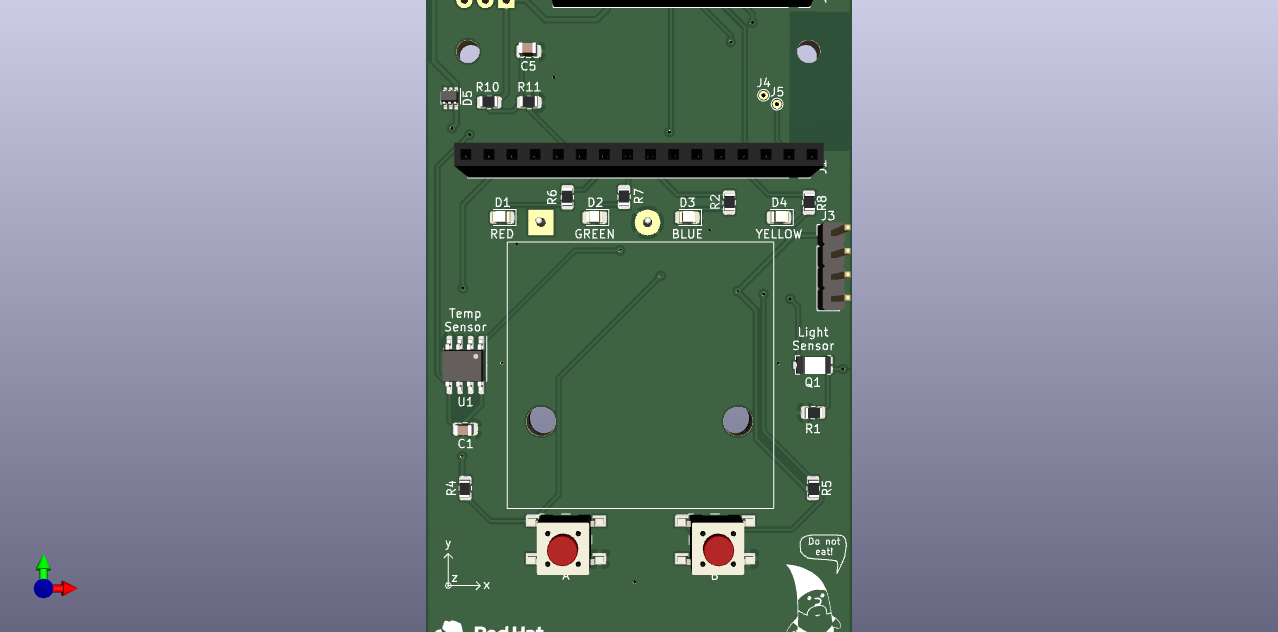 C5
R10 R11
D5
J4
J5
R6
R7
R2
R8
D1 D2 D3 D4
RED GREEN BLUE YELLOW
J3
Temp
Sensor
Light
Sensor
U1
Q1
C1
R1
R4
R5
Do not
eat!
y
z x
A B
Red Hat